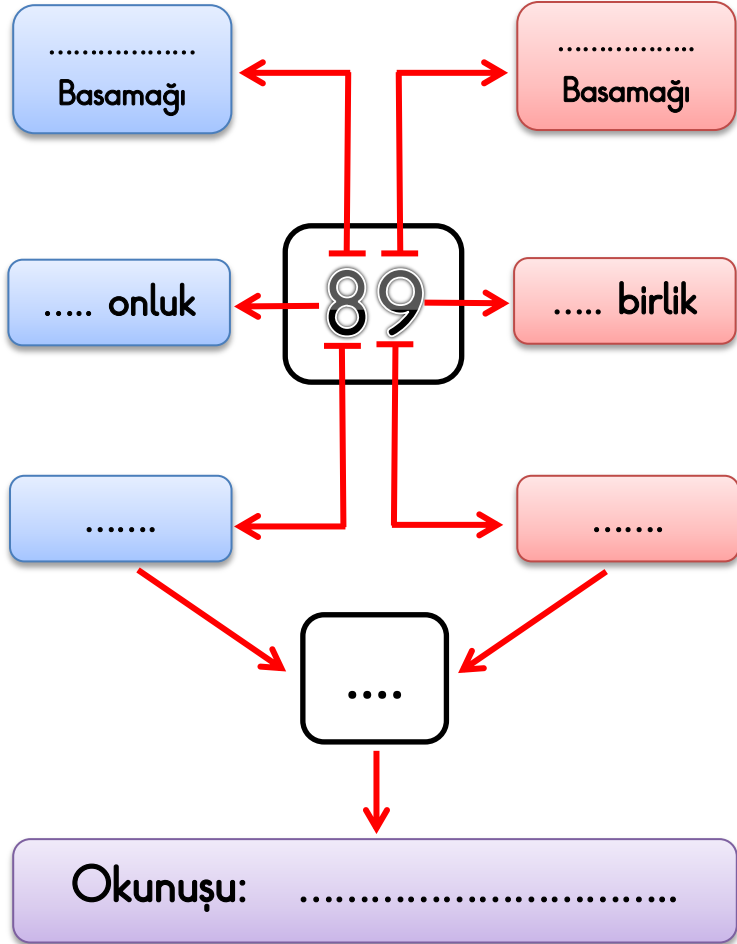 .................. .................
Basamağı Basamağı
89
..... onluk ..... birlik
....... .......
....
Okunuşu: ................................